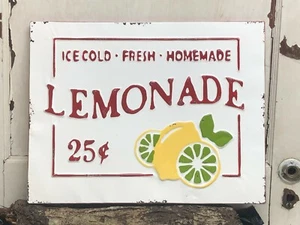 ICE COLD · FRESH · HOMEMADE
LEMONADE
25¢